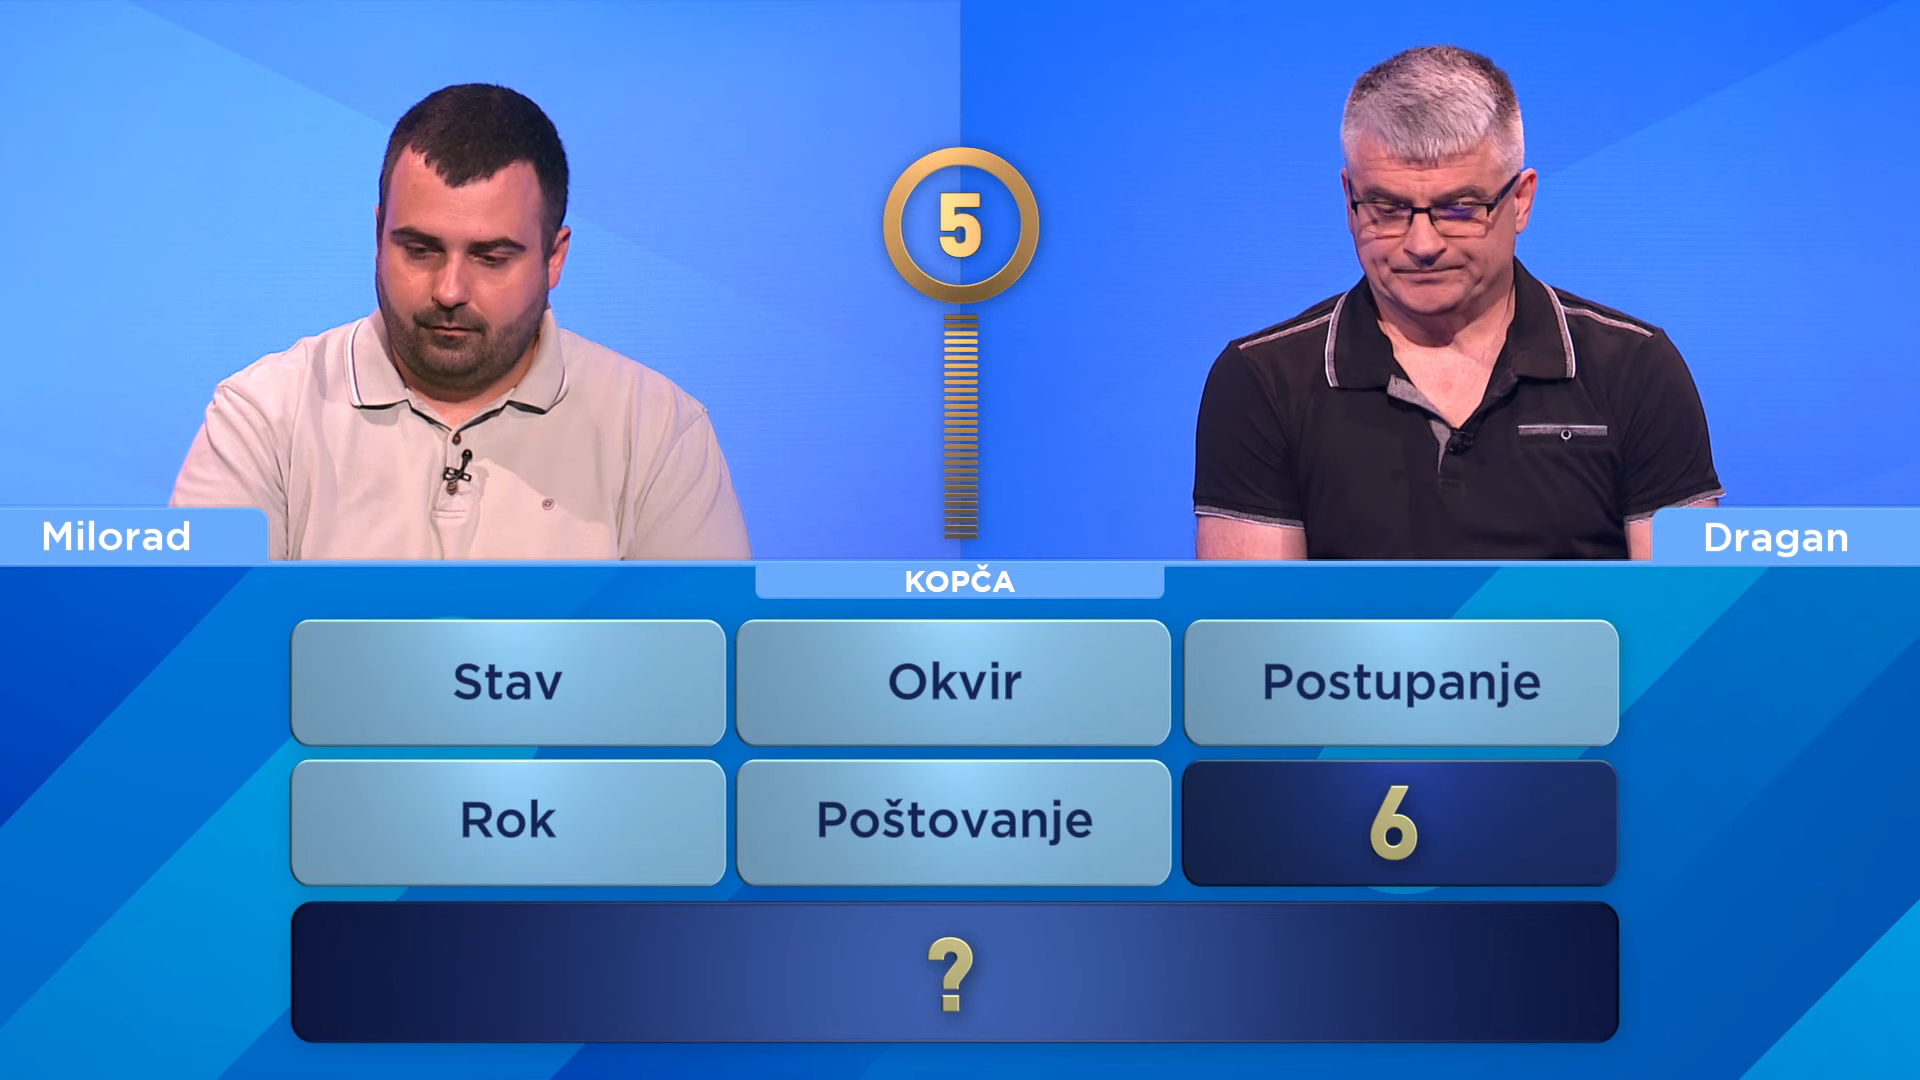 5
Milorad
Dragan
KOPČA
Stav
Okvir
Postupanje
Rok
Poštovanje
6
?